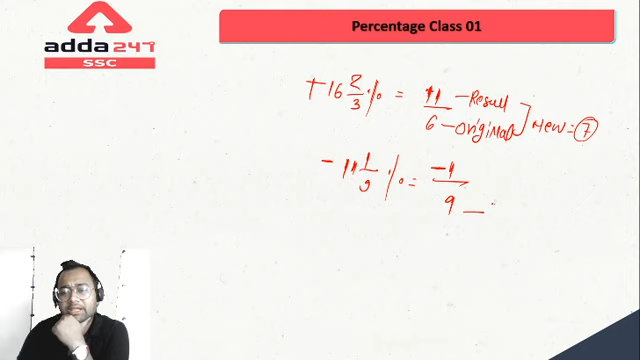 adda247
SSC
Percentage Class 01
+16 2/3 % = +1/6 - Result
6 - Original
New = 7
-11 1/9 % = -1/9